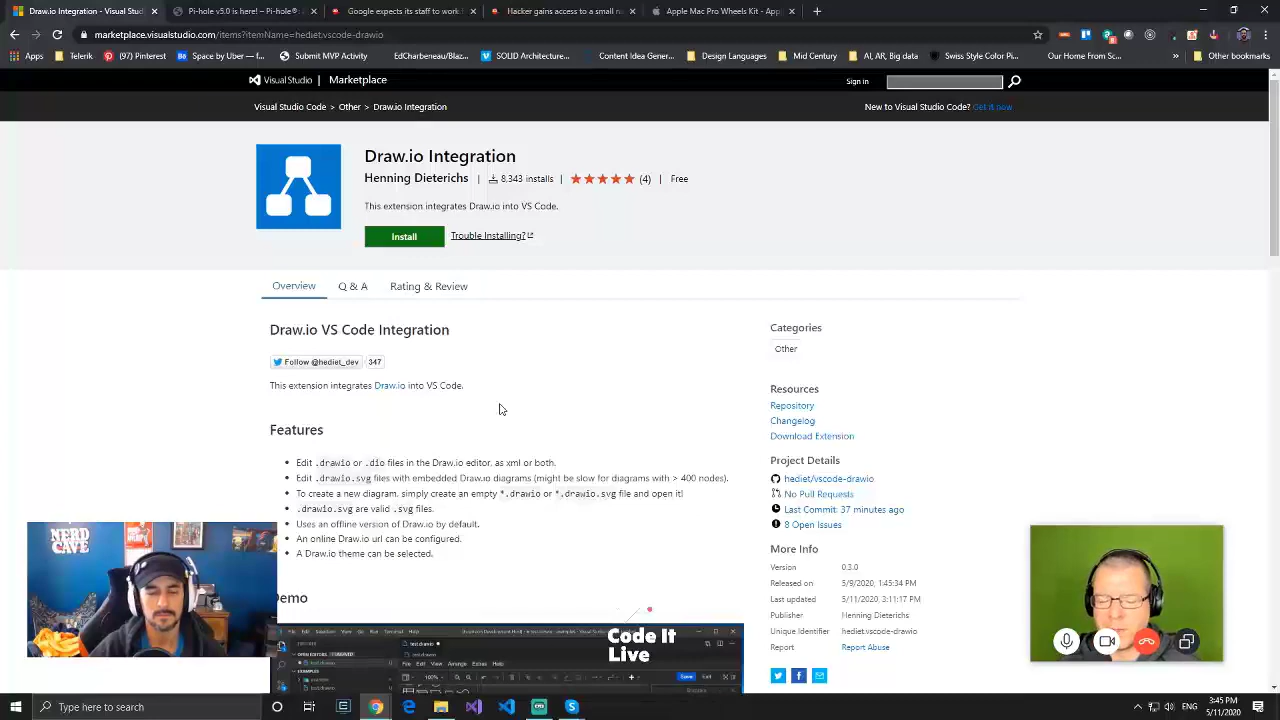 Draw.io Integration - Visual Stu
Pi-hole v5.0 is here! – Pi-hole®
Google expects its staff to work
Hacker gains access to a small n
Apple Mac Pro Wheels Kit - App
marketplace.visualstudio.com/items?itemName=hediet.vscode-drawio
Apps
Telerik
(97) Pinterest
Space by Uber — f...
Submit MVP Activity
EdCharbeneau/Blaz...
SOLID Architecture...
Content Idea Gener...
Design Languages
Mid Century
AI, AR, Big data
Swiss Style Color Pi...
Our Home From Sc...
Other bookmarks
Visual Studio | Marketplace
Sign in
Visual Studio Code > Other > Draw.io Integration
New to Visual Studio Code? Get it now.
Draw.io Integration
Henning Dieterichs | 8,343 installs | (4) | Free
This extension integrates Draw.io into VS Code.
Install
Trouble Installing?
Overview
Q & A
Rating & Review
Draw.io VS Code Integration
Follow @hediet_dev
347
This extension integrates Draw.io into VS Code.
Features
Edit .drawio or .dio files in the Draw.io editor, as xml or both.
Edit .drawio.svg files with embedded Draw.io diagrams (might be slow for diagrams with > 400 nodes).
To create a new diagram, simply create an empty *.drawio or *.drawio.svg file and open it!
.drawio.svg are valid .svg files.
Uses an offline version of Draw.io by default.
An online Draw.io url can be configured.
A Draw.io theme can be selected.
Demo
Categories
Other
Resources
Repository
Changelog
Download Extension
Project Details
hediet/vscode-drawio
No Pull Requests
Last Commit: 37 minutes ago
8 Open Issues
More Info
Version 0.3.0
Released on 5/9/2020, 1:45:34 PM
Last updated 5/11/2020, 3:11:17 PM
Publisher Henning Dieterichs
Unique Identifier hediet.vscode-drawio
Report Report Abuse
Code It
Live
File Edit View Arrange Extras Help
100%
Save
Type here to search
ENG
3:45 PM
5/11/2020